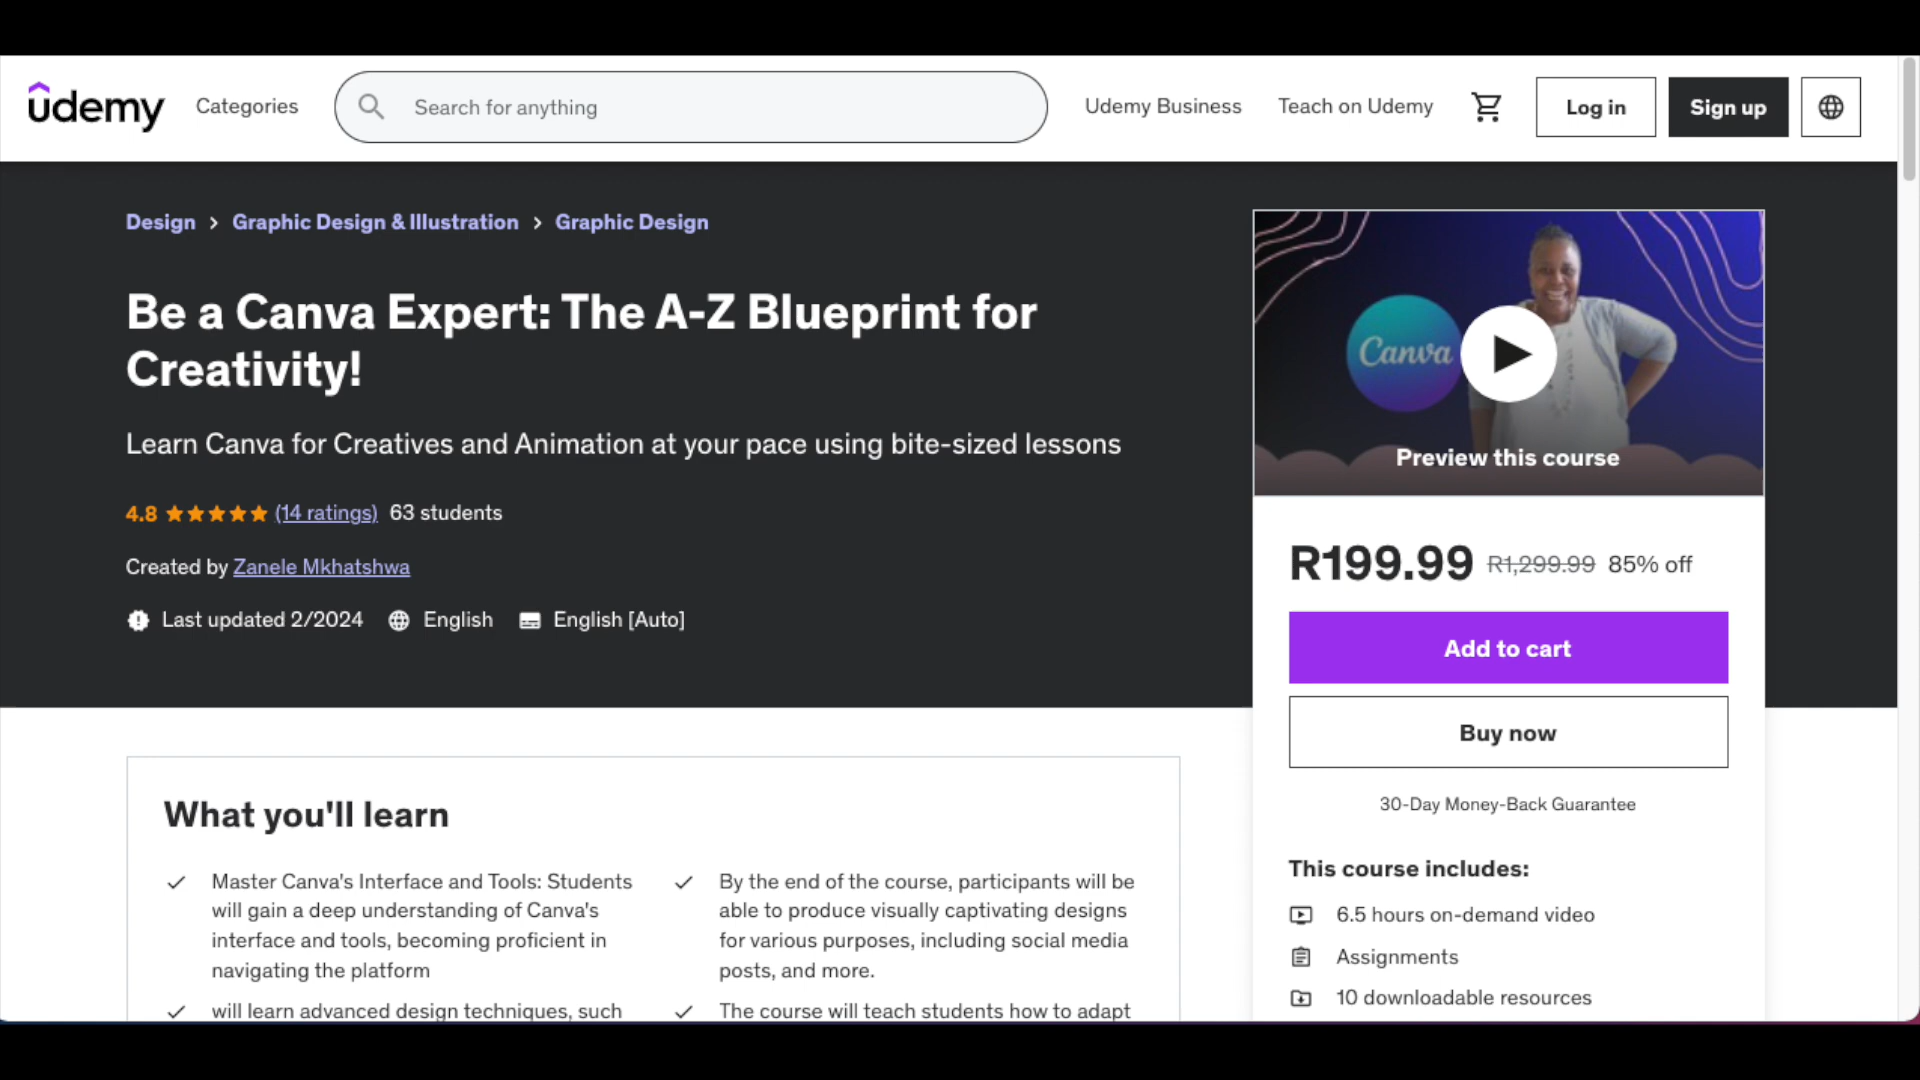 udemy Categories Search for anything Udemy Business Teach on Udemy Log in Sign up
Design > Graphic Design & Illustration > Graphic Design
Be a Canva Expert: The A-Z Blueprint for
Creativity!
Learn Canva for Creatives and Animation at your pace using bite-sized lessons
4.8 (14 ratings) 63 students
Created by Zanele Mkhatshwa
Last updated 2/2024 English English [Auto]
Canva
Preview this course
R199.99 R1,299.99 85% off
Add to cart
Buy now
30-Day Money-Back Guarantee
This course includes:
6.5 hours on-demand video
Assignments
10 downloadable resources
What you'll learn
Master Canva's Interface and Tools: Students
will gain a deep understanding of Canva's
interface and tools, becoming proficient in
navigating the platform
will learn advanced design techniques, such
By the end of the course, participants will be
able to produce visually captivating designs
for various purposes, including social media
posts, and more.
The course will teach students how to adapt